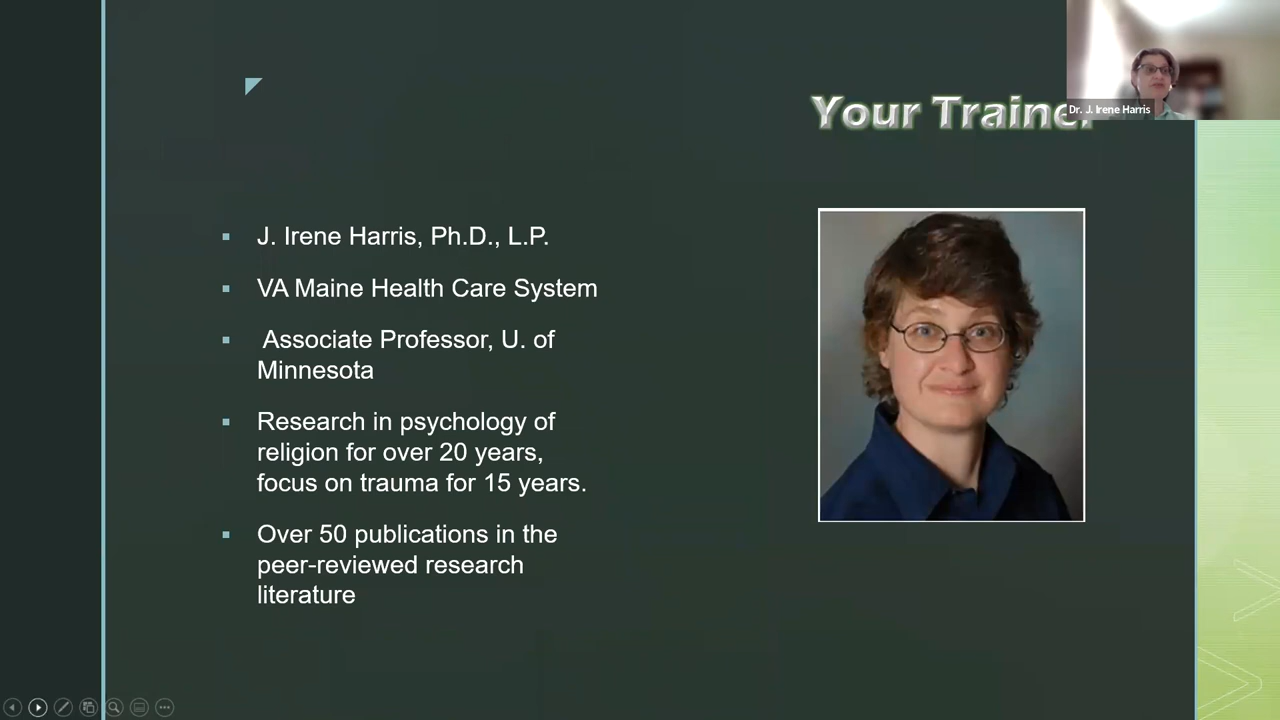 Your Trainer
Dr. J. Irene Harris
J. Irene Harris, Ph.D., L.P.
VA Maine Health Care System
Associate Professor, U. of
Minnesota
Research in psychology of
religion for over 20 years,
focus on trauma for 15 years.
Over 50 publications in the
peer-reviewed research
literature